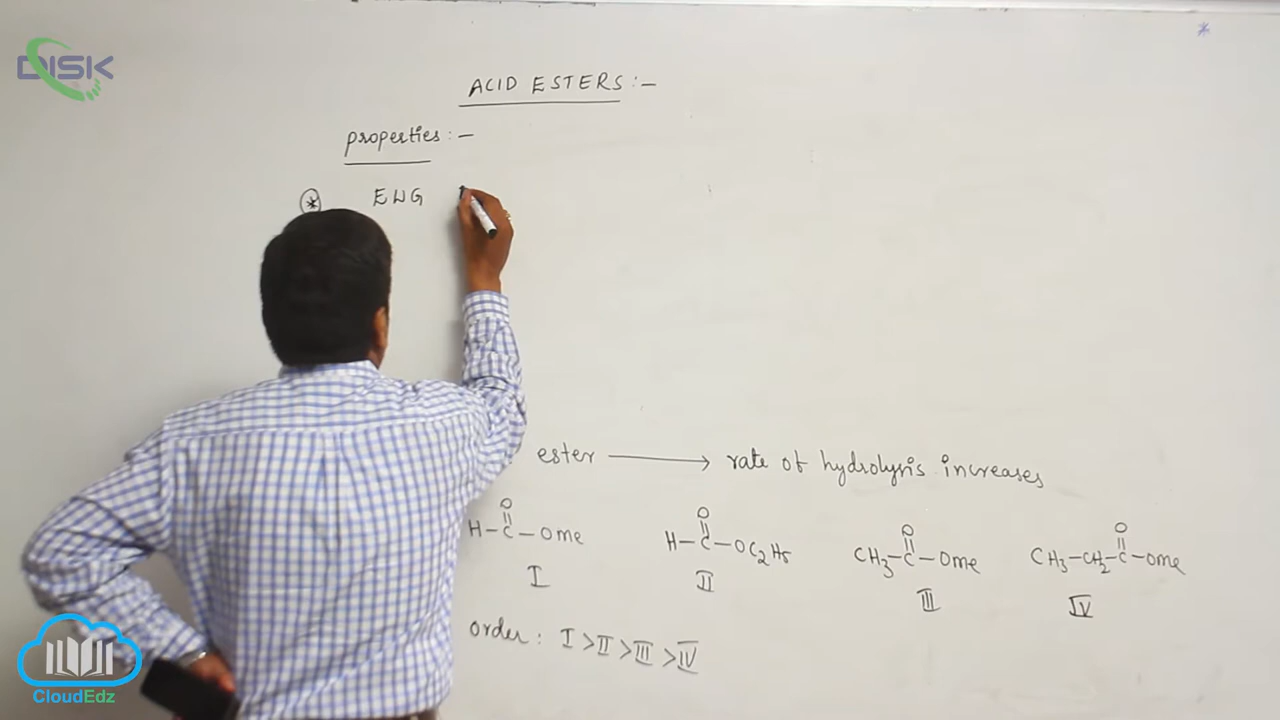 DISK
ACID ESTERS :-
properties :-
* EWG
ester → rate of hydrolysis increases
O O O O
|| || || ||
H-C-OMe H-C-OC2H5 CH3-C-OMe CH3-CH2-C-OMe
I II III IV
order: I > II > III > IV
CloudEdz